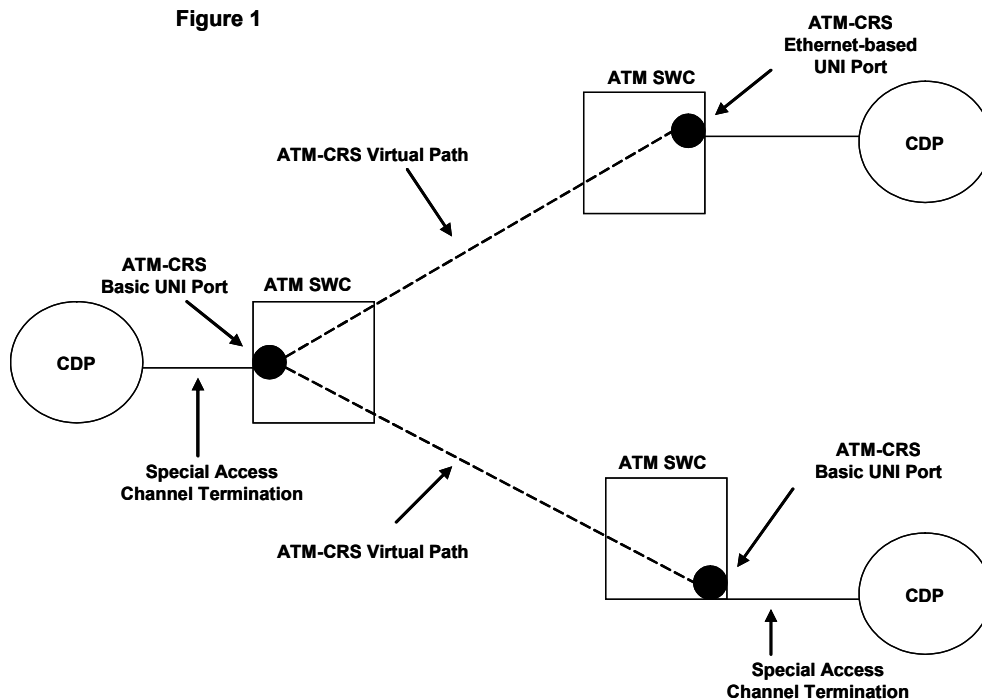 Figure 1
ATM-CRS
Ethernet-based
UNI Port
ATM SWC
CDP
ATM-CRS Virtual Path
ATM-CRS
Basic UNI Port
ATM SWC
CDP
Special Access
Channel Termination
ATM-CRS Virtual Path
ATM SWC
ATM-CRS
Basic UNI Port
CDP
Special Access
Channel Termination